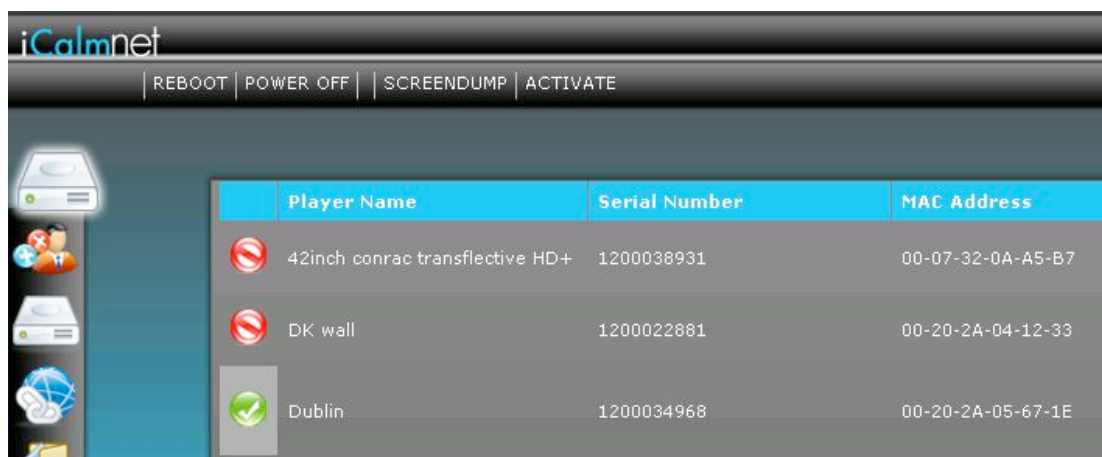 iCalmnet
REBOOT POWER OFF SCREENDUMP ACTIVATE
Player Name Serial Number MAC Address
42inch conrac transflective HD+ 1200038931 00-07-32-0A-A5-B7
DK wall 1200022881 00-20-2A-04-12-33
Dublin 1200034968 00-20-2A-05-67-1E